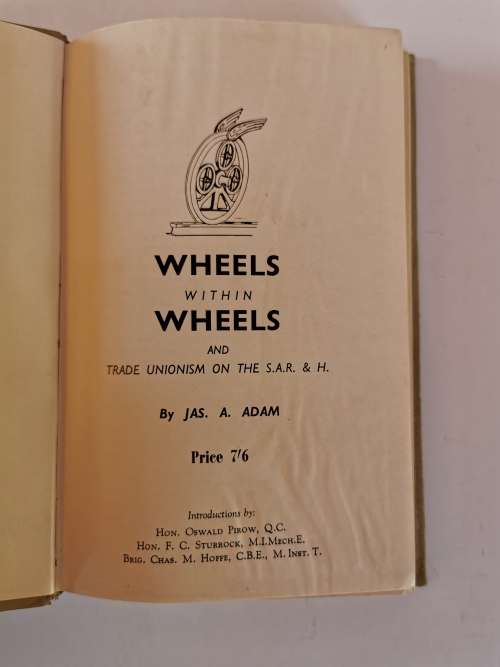 WHEELS
WITHIN
WHEELS
AND
TRADE UNIONISM ON THE S.A.R. & H.
By JAS. A. ADAM
Price 7/6
Introductions by:
HON. OSWALD PIROW, Q.C.
HON. F. C. STURROCK, M.I.MECH.E.
BRIG. CHAS. M. HOFFE, C.B.E., M. INST. T.